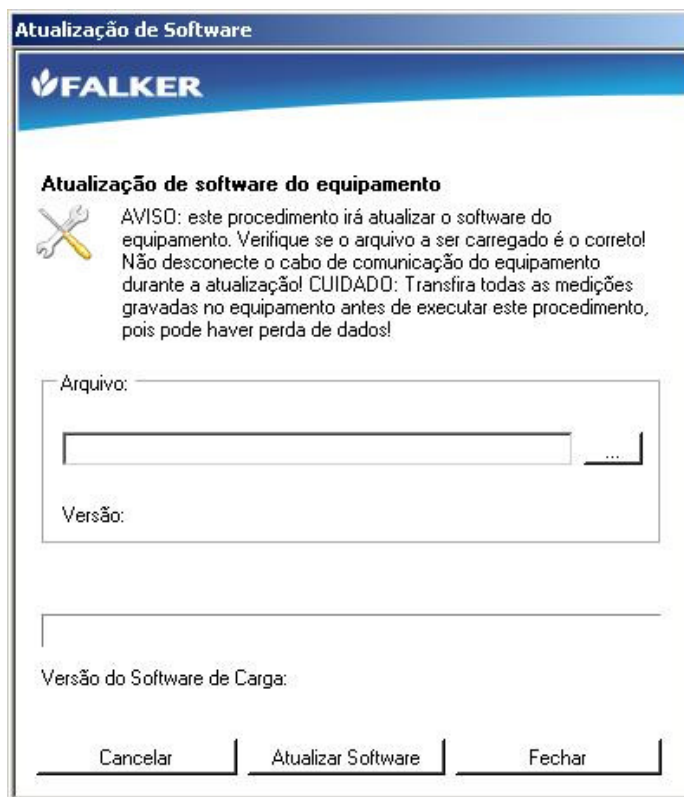 Atualização de Software
FALKER
Atualização de software do equipamento
AVISO: este procedimento irá atualizar o software do
equipamento. Verifique se o arquivo a ser carregado é o correto!
Não desconecte o cabo de comunicação do equipamento
durante a atualização! CUIDADO: Transfira todas as medições
gravadas no equipamento antes de executar este procedimento,
pois pode haver perda de dados!
Arquivo:
...
Versão:
Versão do Software de Carga:
Cancelar Atualizar Software Fechar